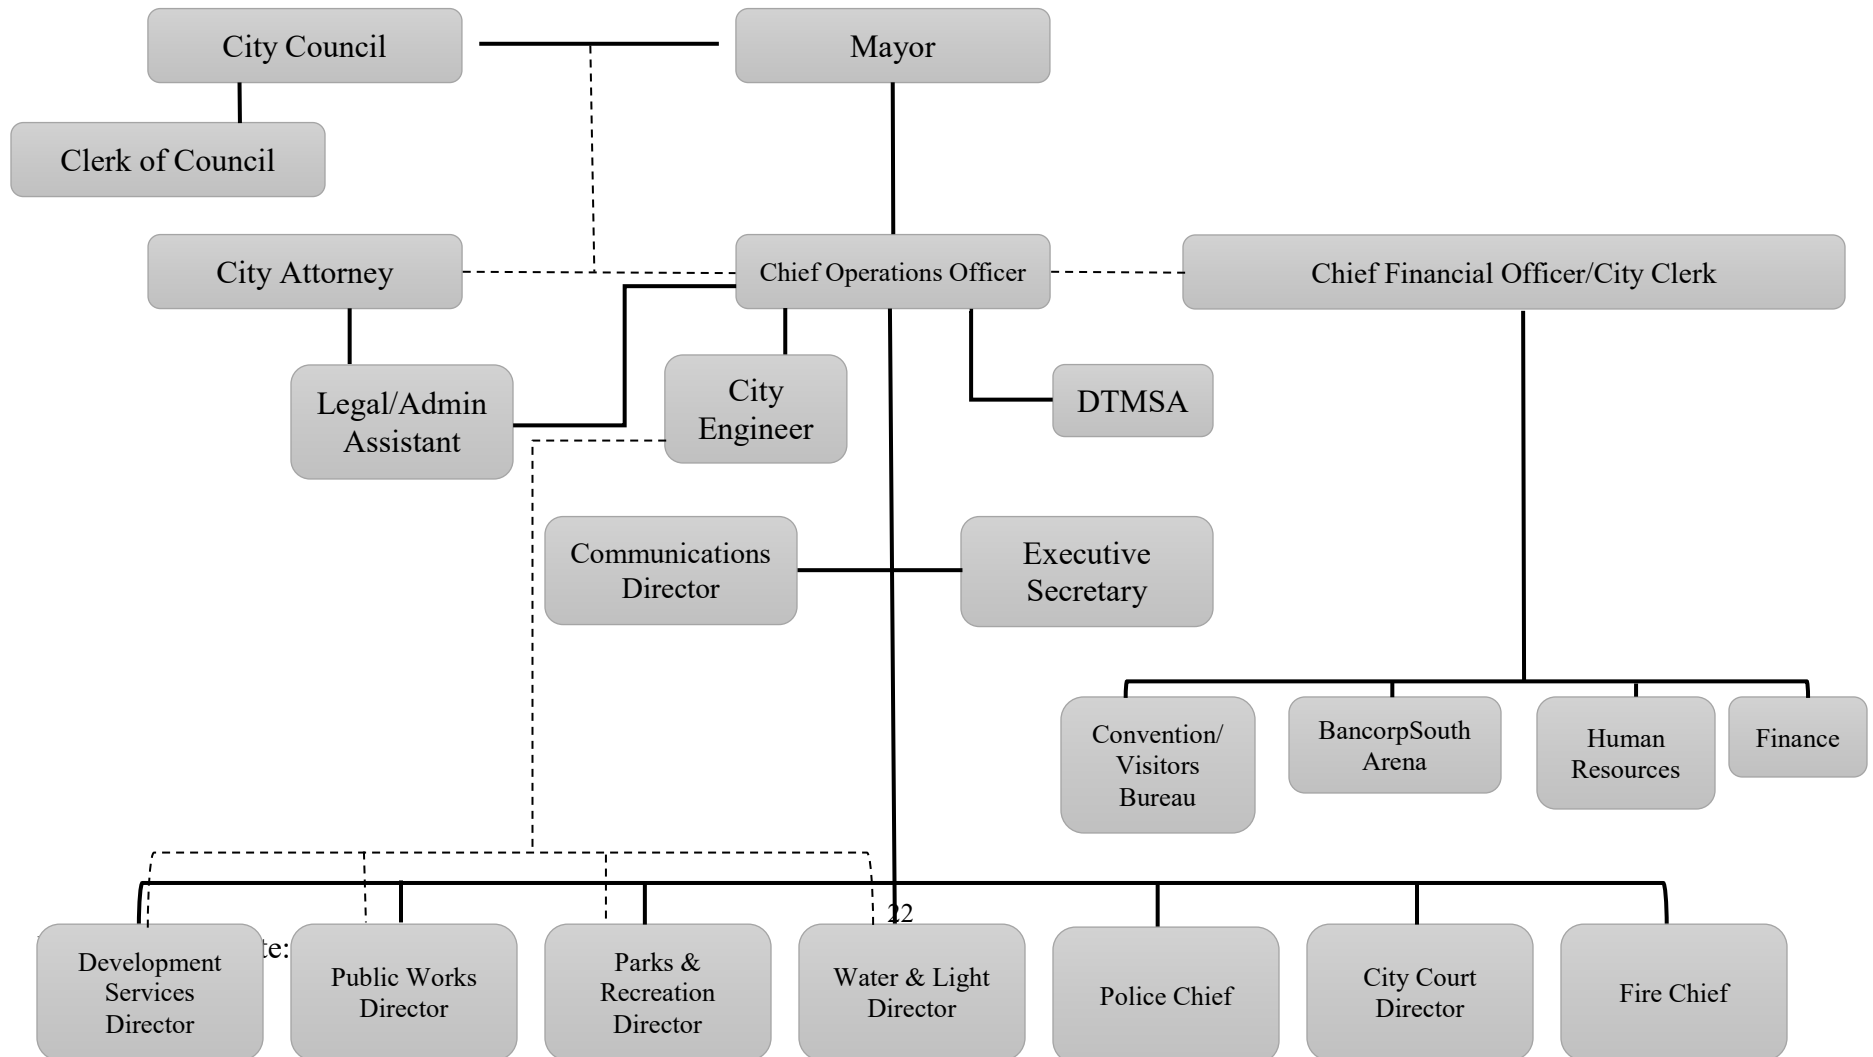 City Council
Mayor
Clerk of Council
City Attorney
Chief Operations Officer
Chief Financial Officer/City Clerk
Legal/Admin
Assistant
City
Engineer
DTMSA
Communications
Director
Executive
Secretary
Convention/
Visitors
Bureau
BancorpSouth
Arena
Human
Resources
Finance
22
te:
Development
Services
Director
Public Works
Director
Parks &
Recreation
Director
Water & Light
Director
Police Chief
City Court
Director
Fire Chief